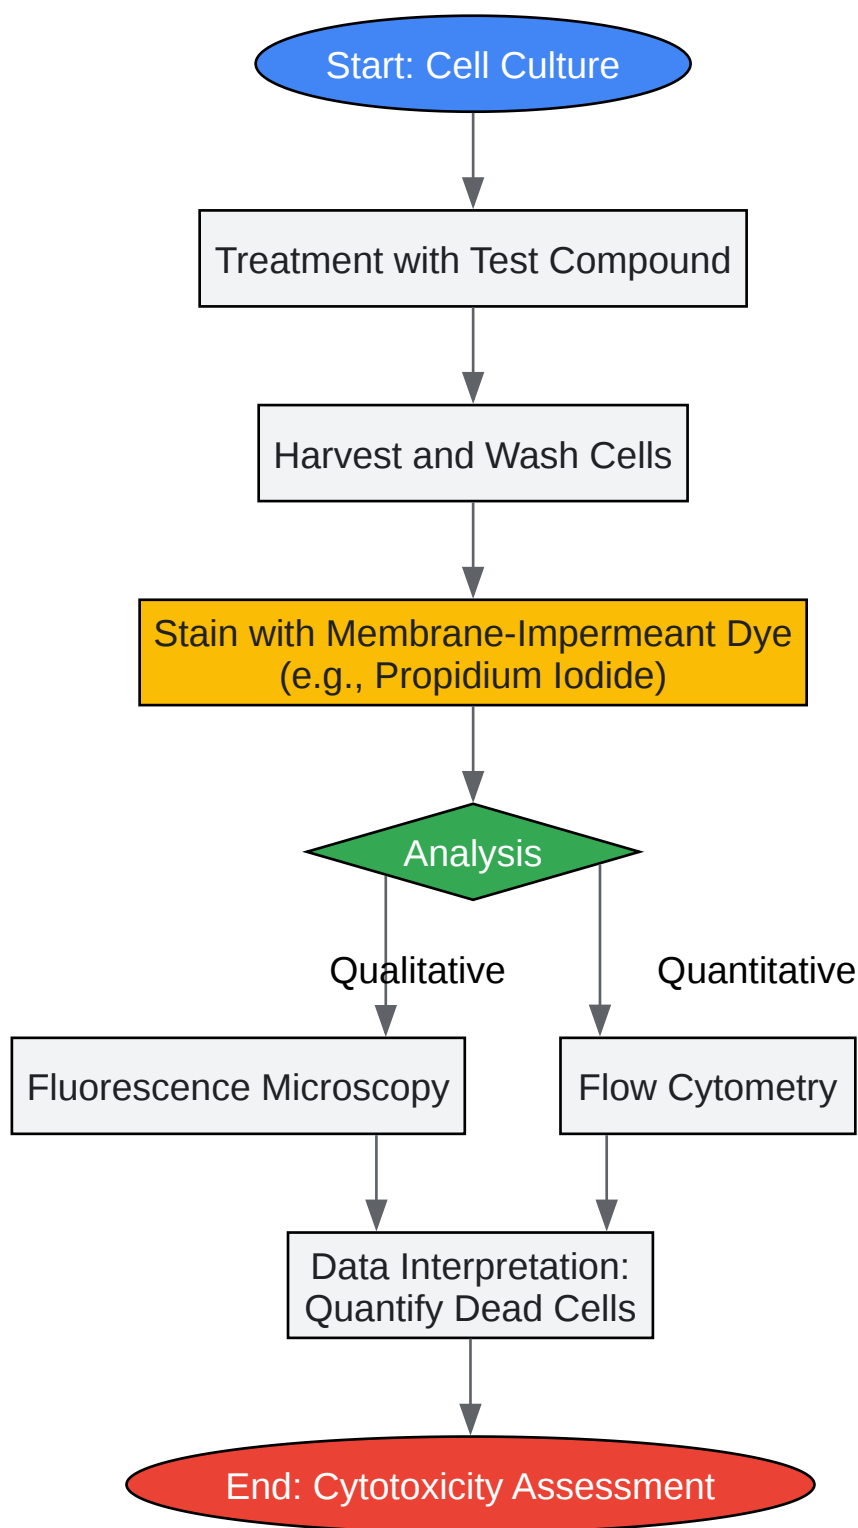 Start: Cell Culture
Treatment with Test Compound
Harvest and Wash Cells
Stain with Membrane-Impermeant Dye
(e.g., Propidium Iodide)
Analysis
Qualitative
Quantitative
Fluorescence Microscopy
Flow Cytometry
Data Interpretation:
Quantify Dead Cells
End: Cytotoxicity Assessment